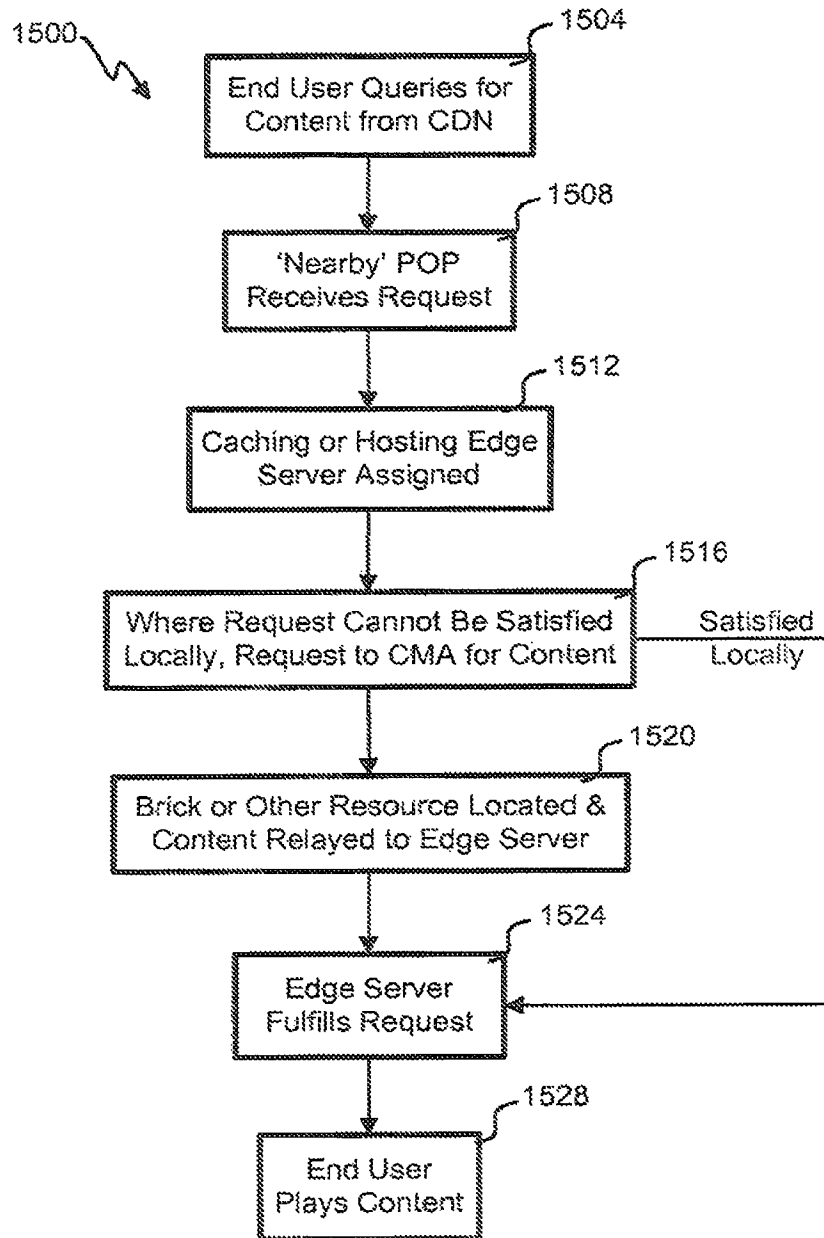 1500
1504
End User Queries for
Content from CDN
1508
'Nearby' POP
Receives Request
1512
Caching or Hosting Edge
Server Assigned
1516
Where Request Cannot Be Satisfied
Locally, Request to CMA for Content
Satisfied
Locally
1520
Brick or Other Resource Located &
Content Relayed to Edge Server
1524
Edge Server
Fulfills Request
1528
End User
Plays Content